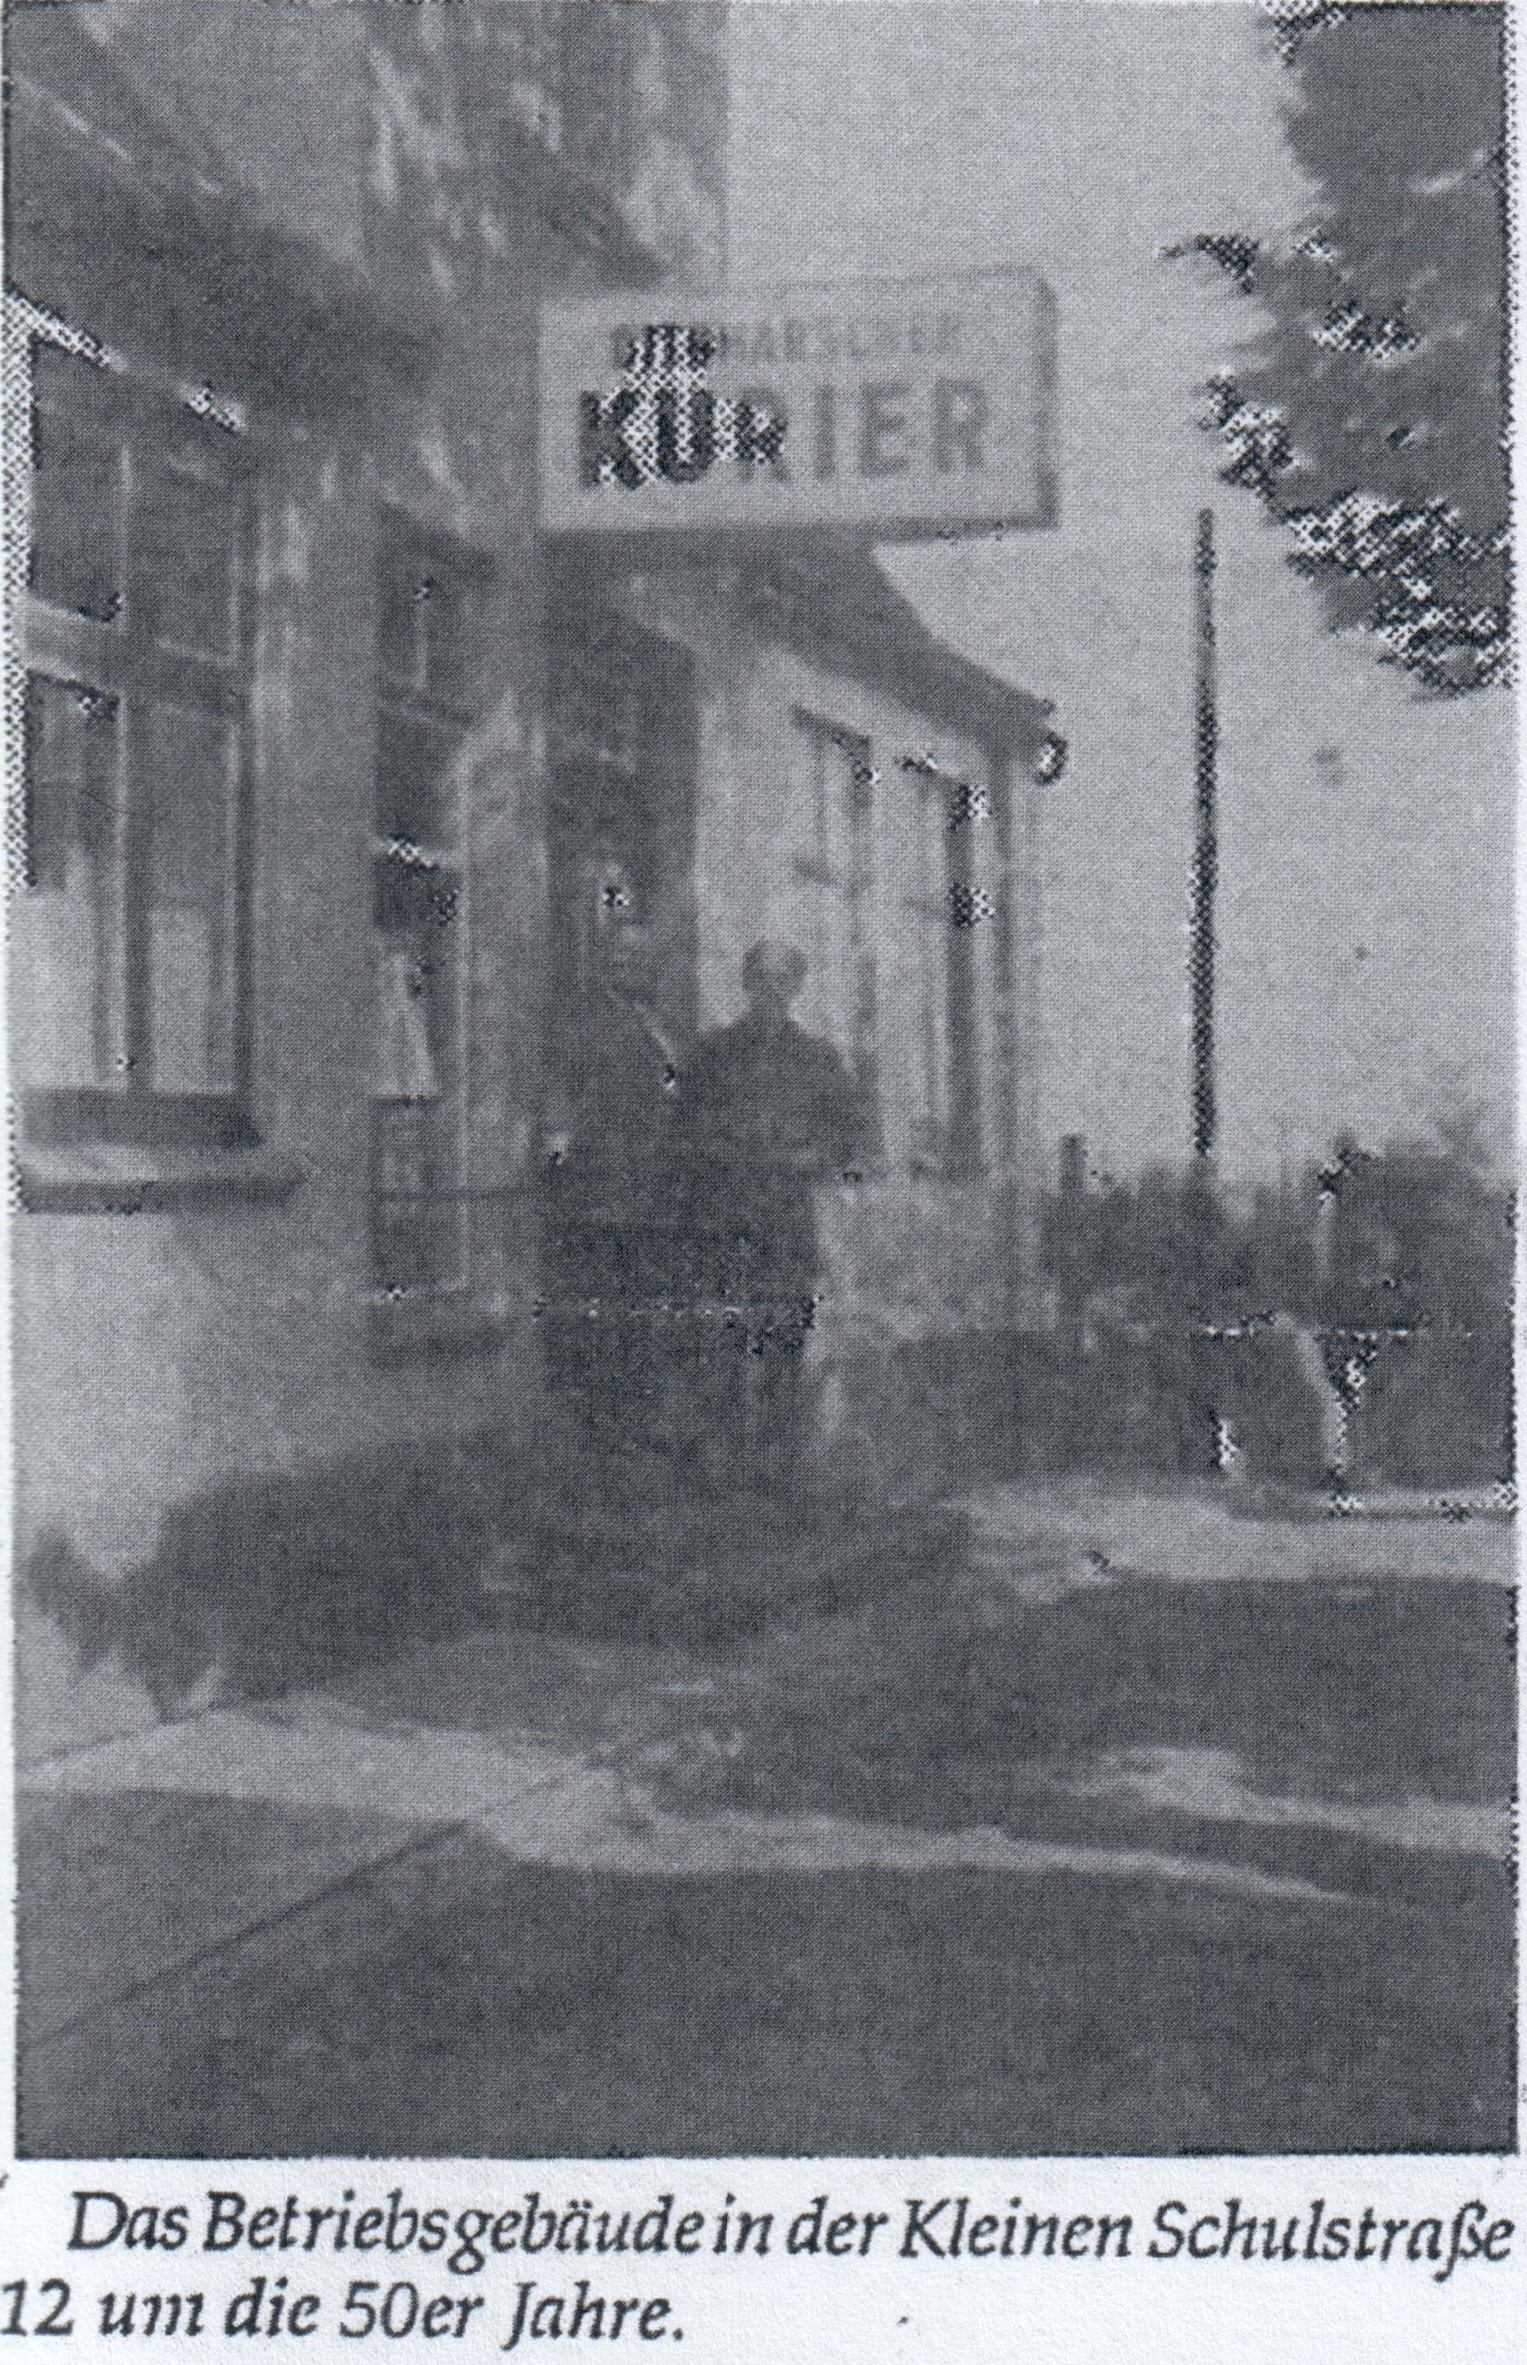 KURIER
Das Betriebsgebäude in der Kleinen Schulstraße
12 um die 50er Jahre.